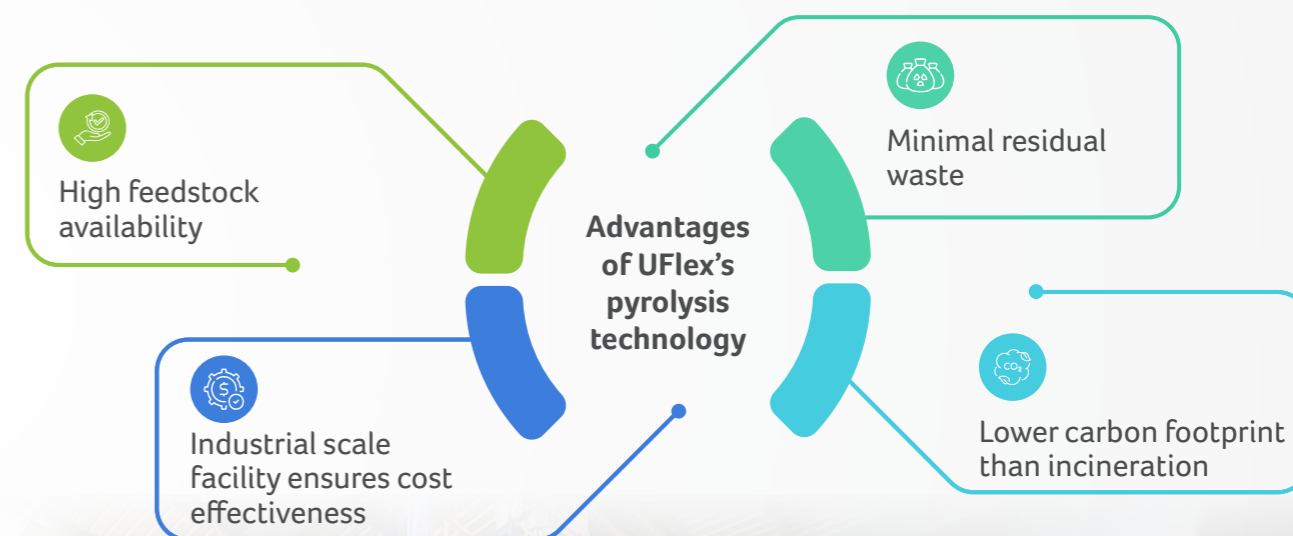 High feedstock
availability
Minimal residual
waste
Advantages
of UFlex’s
pyrolysis
technology
Industrial scale
facility ensures cost
effectiveness
CO₂
Lower carbon footprint
than incineration